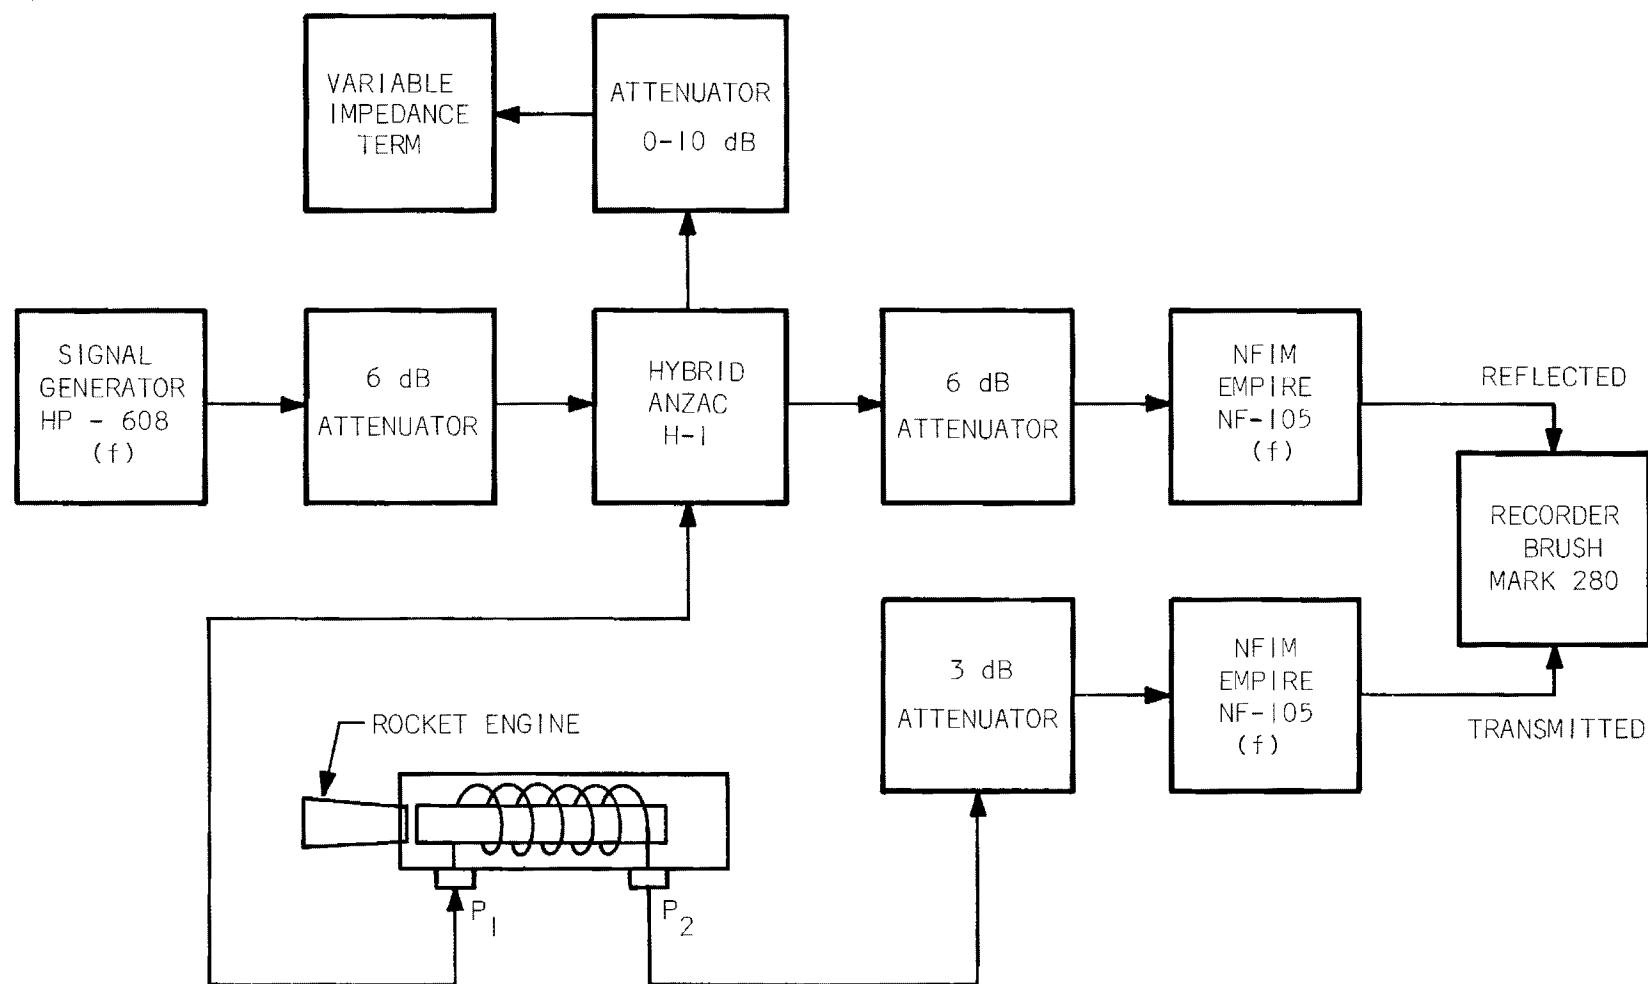 VARIABLE
IMPEDANCE
TERM
ATTENUATOR
0-10 dB
SIGNAL
GENERATOR
HP - 608
(f)
6 dB
ATTENUATOR
HYBRID
ANZAC
H-1
6 dB
ATTENUATOR
NFIM
EMPIRE
NF-105
(f)
REFLECTED
RECORDER
BRUSH
MARK 280
3 dB
ATTENUATOR
NFIM
EMPIRE
NF-105
(f)
TRANSMITTED
ROCKET ENGINE
P1
P2